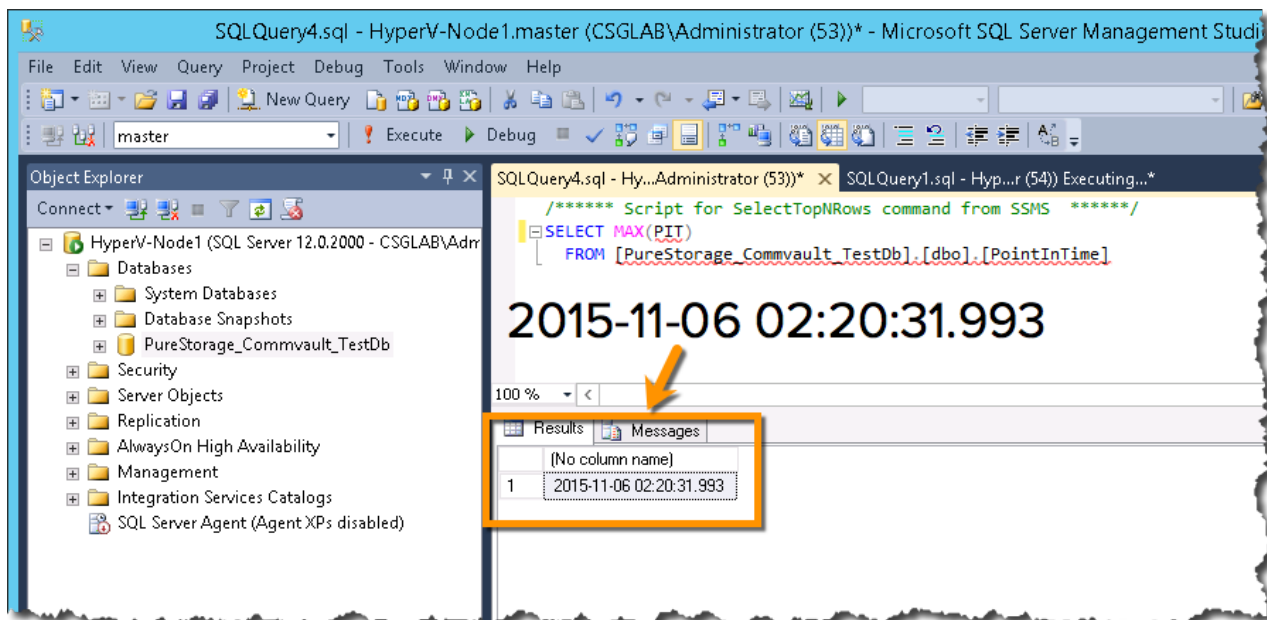 SQLQuery4.sql - HyperV-Node1.master (CSGLAB\Administrator (53))* - Microsoft SQL Server Management Studi
File Edit View Query Project Debug Tools Window Help
New Query
master Execute Debug
Object Explorer
SQLQuery4.sql - Hy...Administrator (53))* SQLQuery1.sql - Hyp...r (54)) Executing...*
Connect
HyperV-Node1 (SQL Server 12.0.2000 - CSGLAB\Adm
Databases
System Databases
Database Snapshots
PureStorage_Commvault_TestDb
Security
Server Objects
Replication
AlwaysOn High Availability
Management
Integration Services Catalogs
SQL Server Agent (Agent XPs disabled)
/****** Script for SelectTopNRows command from SSMS ******/
SELECT MAX(PIT)
FROM [PureStorage_Commvault_TestDb].[dbo].[PointInTime]
2015-11-06 02:20:31.993
100 %
Results Messages
(No column name)
1 2015-11-06 02:20:31.993